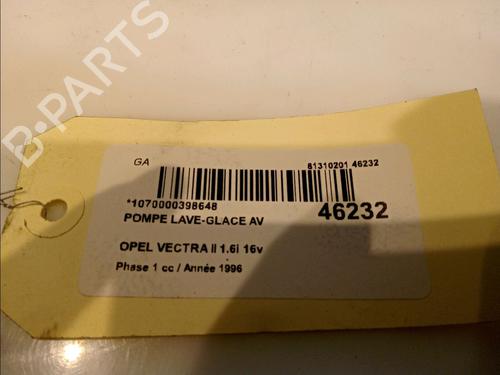 B-PARTS
GA
81310201 46232
*1070000398648
46232
POMPE LAVE-GLACE AV
OPEL VECTRA II 1.6i 16v
Phase 1 cc / Année 1996